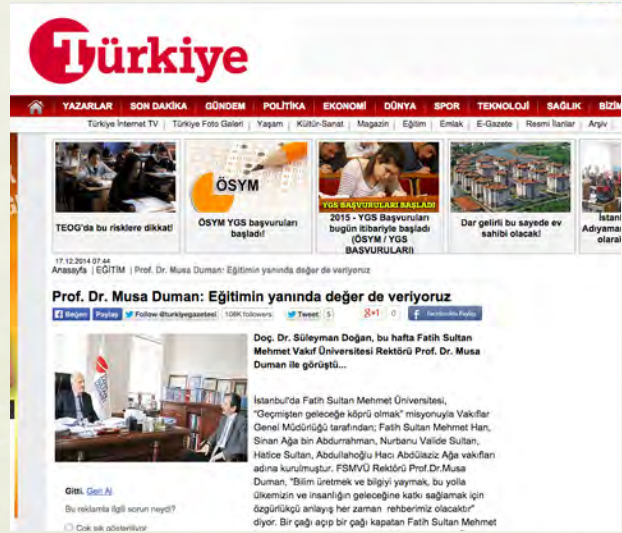 Türkiye
YAZARLAR SON DAKİKA GÜNDEM POLİTİKA EKONOMİ DÜNYA SPOR TEKNOLOJİ SAĞLIK BİZİM
Türkiye İnternet TV Türkiye Foto Galeri Yaşam Kültür-Sanat Magazin Eğitim Emlak E-Gazete Resmi İlanlar Arşiv
ÖSYM
YGS BAŞVURULARI BAŞLADI
TEOG'da bu risklere dikkat!
ÖSYM YGS başvuruları
başladı!
2015 - YGS Başvuruları
bugün itibariyle başladı
(ÖSYM / YGS
BAŞVURULARI)
Dar gelirli bu sayede ev
sahibi olacak!
İstan
Adıyama
olara
17.12.2014 07:44
Anasayfa | EĞİTİM | Prof. Dr. Musa Duman: Eğitimin yanında değer de veriyoruz
Prof. Dr. Musa Duman: Eğitimin yanında değer de veriyoruz
Beğen Paylaş Follow @turkiyegazetesi 108K followers Tweet 5 g+1 0 Facebookta Paylaş
Doç. Dr. Süleyman Doğan, bu hafta Fatih Sultan
Mehmet Vakıf Üniversitesi Rektörü Prof. Dr. Musa
Duman ile görüştü...
İstanbul'da Fatih Sultan Mehmet Üniversitesi,
"Geçmişten geleceğe köprü olmak" misyonuyla Vakıflar
Genel Müdürlüğü tarafından; Fatih Sultan Mehmet Han,
Sinan Ağa bin Abdurrahman, Nurbanu Valide Sultan,
Hatice Sultan, Abdullahoğlu Hacı Abdülaziz Ağa vakıfları
adına kurulmuştur. FSMVÜ Rektörü Prof.Dr.Musa
Duman, "Bilim üretmek ve bilgiyi yaymak, bu yolla
ülkemizin ve insanlığın geleceğine katkı sağlamak için
özgürlükçü anlayış her zaman rehberimiz olacaktır"
diyor. Bir çağı açıp bir çağı kapatan Fatih Sultan Mehmet
Gitti. Geri Al
Bu reklamla ilgili sorun neydi?
Çok sık gösteriliyor